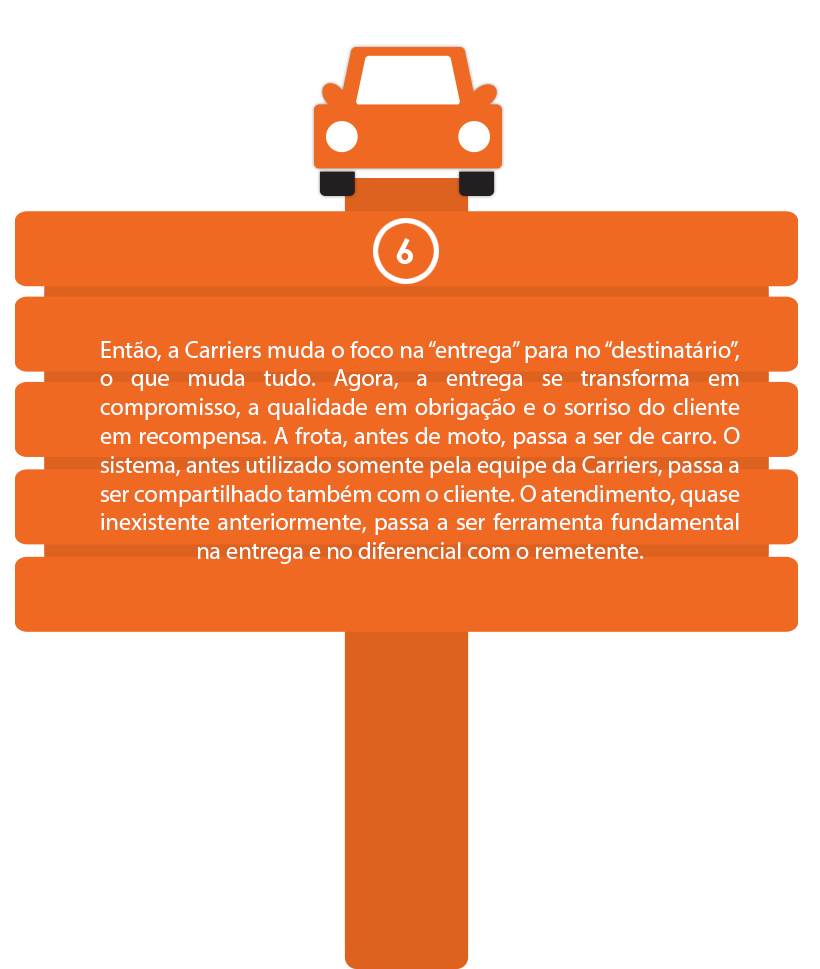 6
Então, a Carriers muda o foco na “entrega” para no “destinatário”,
o que muda tudo. Agora, a entrega se transforma em
compromisso, a qualidade em obrigação e o sorriso do cliente
em recompensa. A frota, antes de moto, passa a ser de carro. O
sistema, antes utilizado somente pela equipe da Carriers, passa a
ser compartilhado também com o cliente. O atendimento, quase
inexistente anteriormente, passa a ser ferramenta fundamental
na entrega e no diferencial com o remetente.